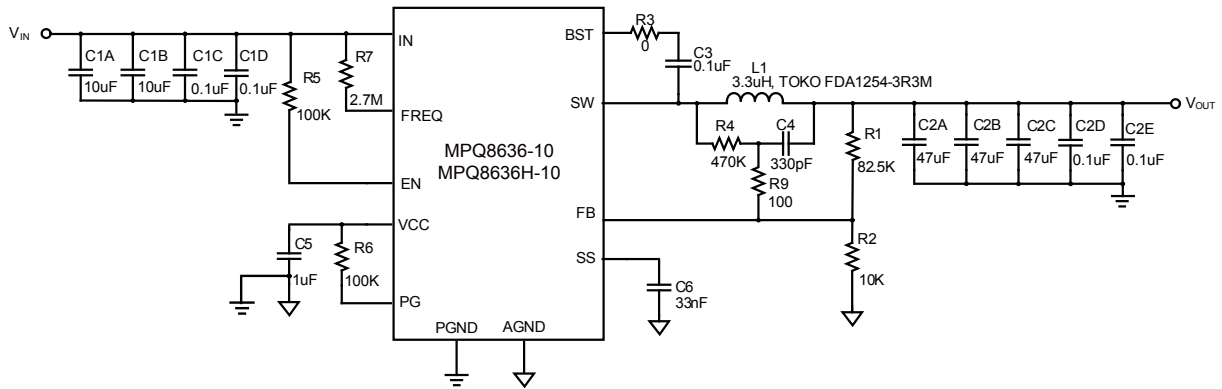 VIN
C1A
10uF
C1B
10uF
C1C
0.1uF
C1D
0.1uF
R5
100K
R7
2.7M
IN
FREQ
EN
VCC
PG
PGND
AGND
MPQ8636-10
MPQ8636H-10
BST
SW
FB
SS
C5
1uF
R6
100K
R3
0
C3
0.1uF
L1
3.3uH, TOKO FDA1254-3R3M
R4
470K
C4
330pF
R9
100
R1
82.5K
R2
10K
C6
33nF
C2A
47uF
C2B
47uF
C2C
47uF
C2D
0.1uF
C2E
0.1uF
VOUT